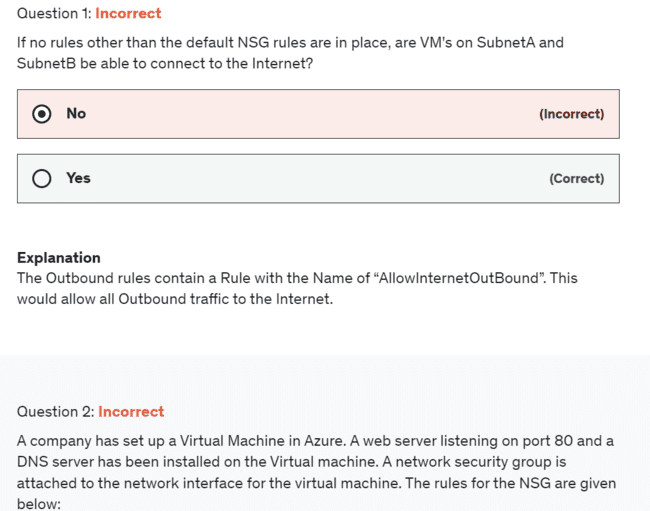 Question 1: Incorrect
If no rules other than the default NSG rules are in place, are VM's on SubnetA and
SubnetB be able to connect to the Internet?
No
(Incorrect)
Yes
(Correct)
Explanation
The Outbound rules contain a Rule with the Name of “AllowInternetOutBound”. This
would allow all Outbound traffic to the Internet.
Question 2: Incorrect
A company has set up a Virtual Machine in Azure. A web server listening on port 80 and a
DNS server has been installed on the Virtual machine. A network security group is
attached to the network interface for the virtual machine. The rules for the NSG are given
below: